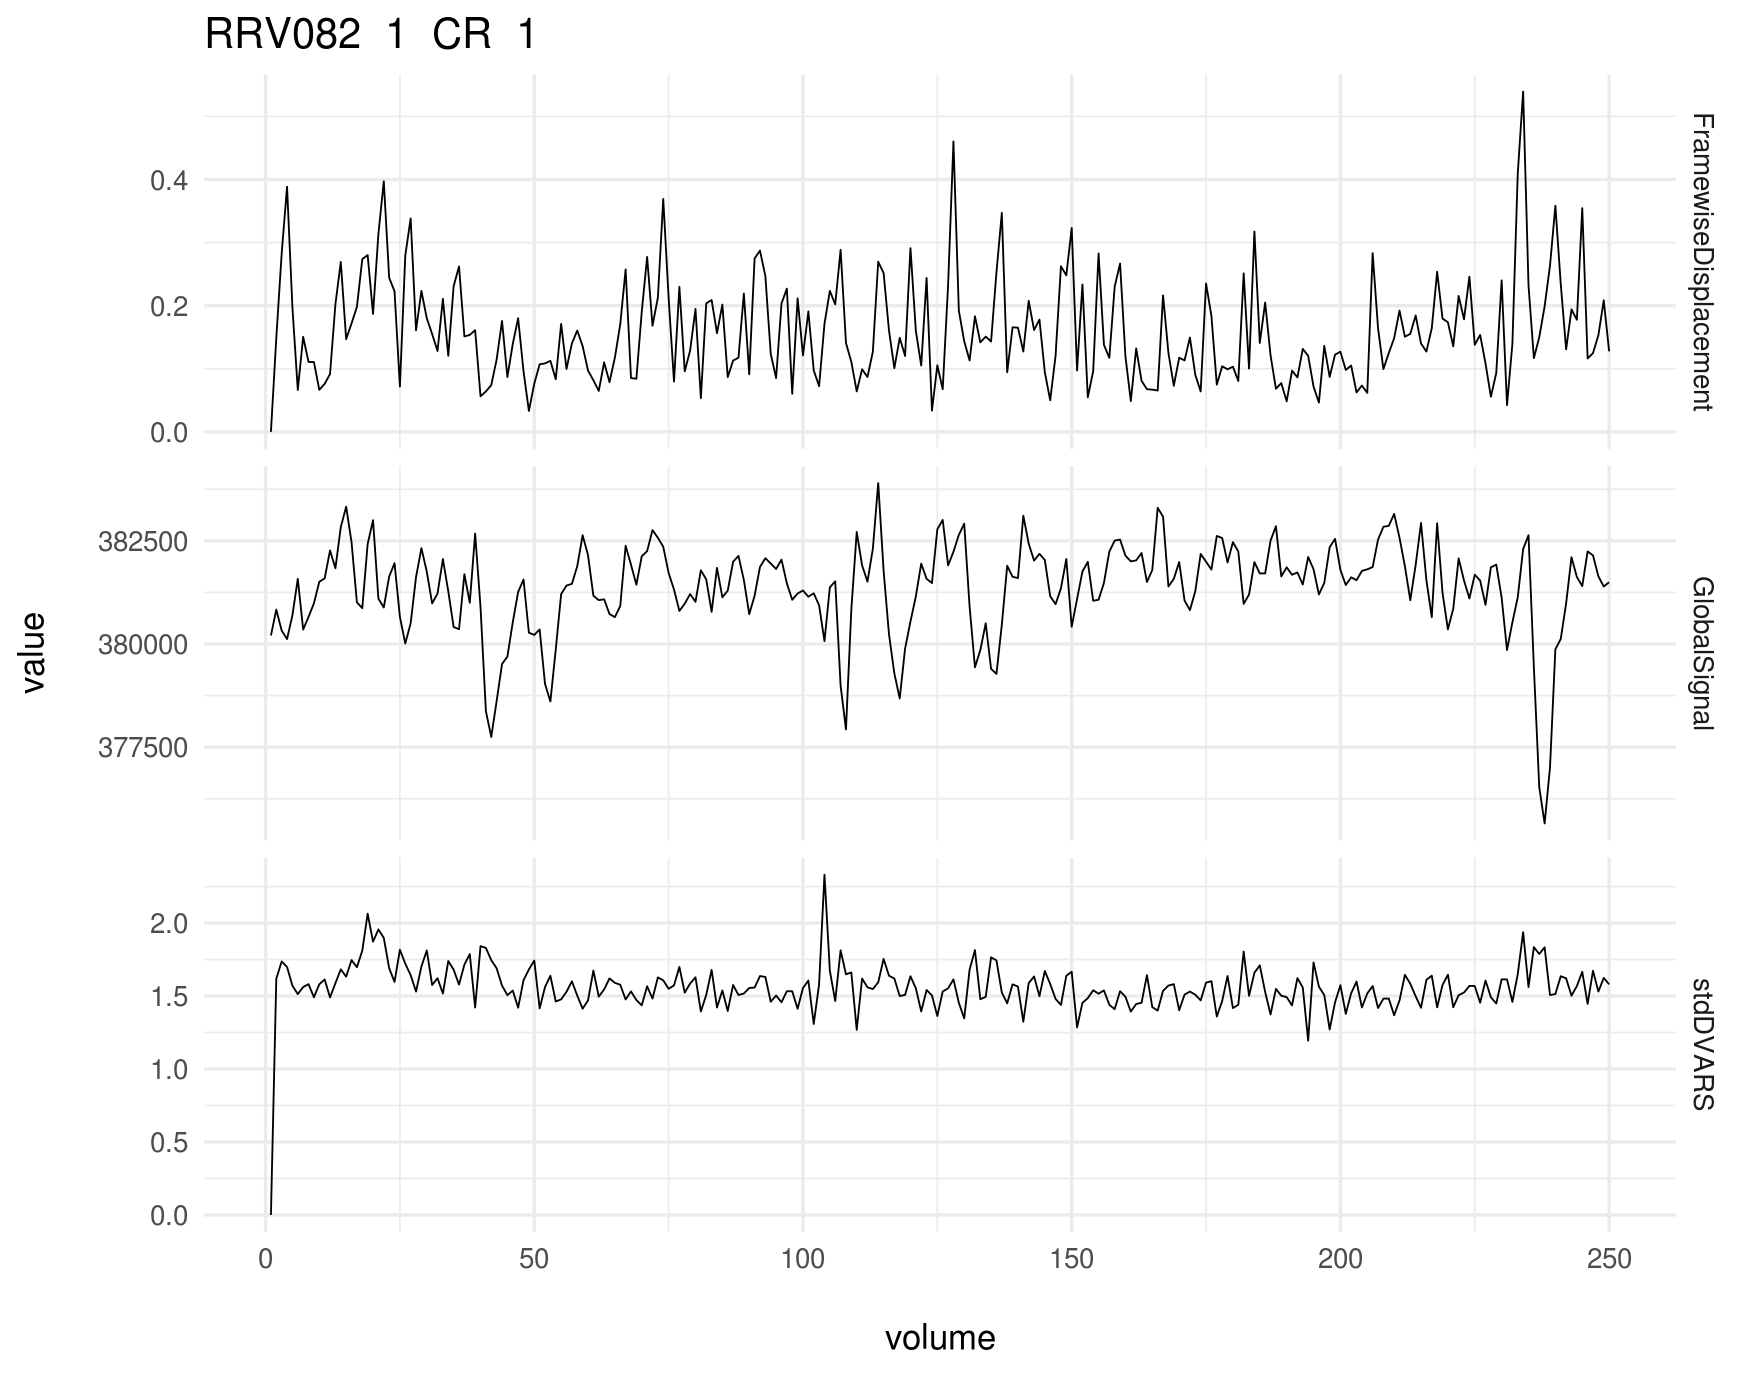 RRV082 1 CR 1
0.4
0.2
0.0
FramewiseDisplacement
382500
380000
377500
GlobalSignal
value
2.0
1.5
1.0
0.5
0.0
stdDVARS
0 50 100 150 200 250
volume